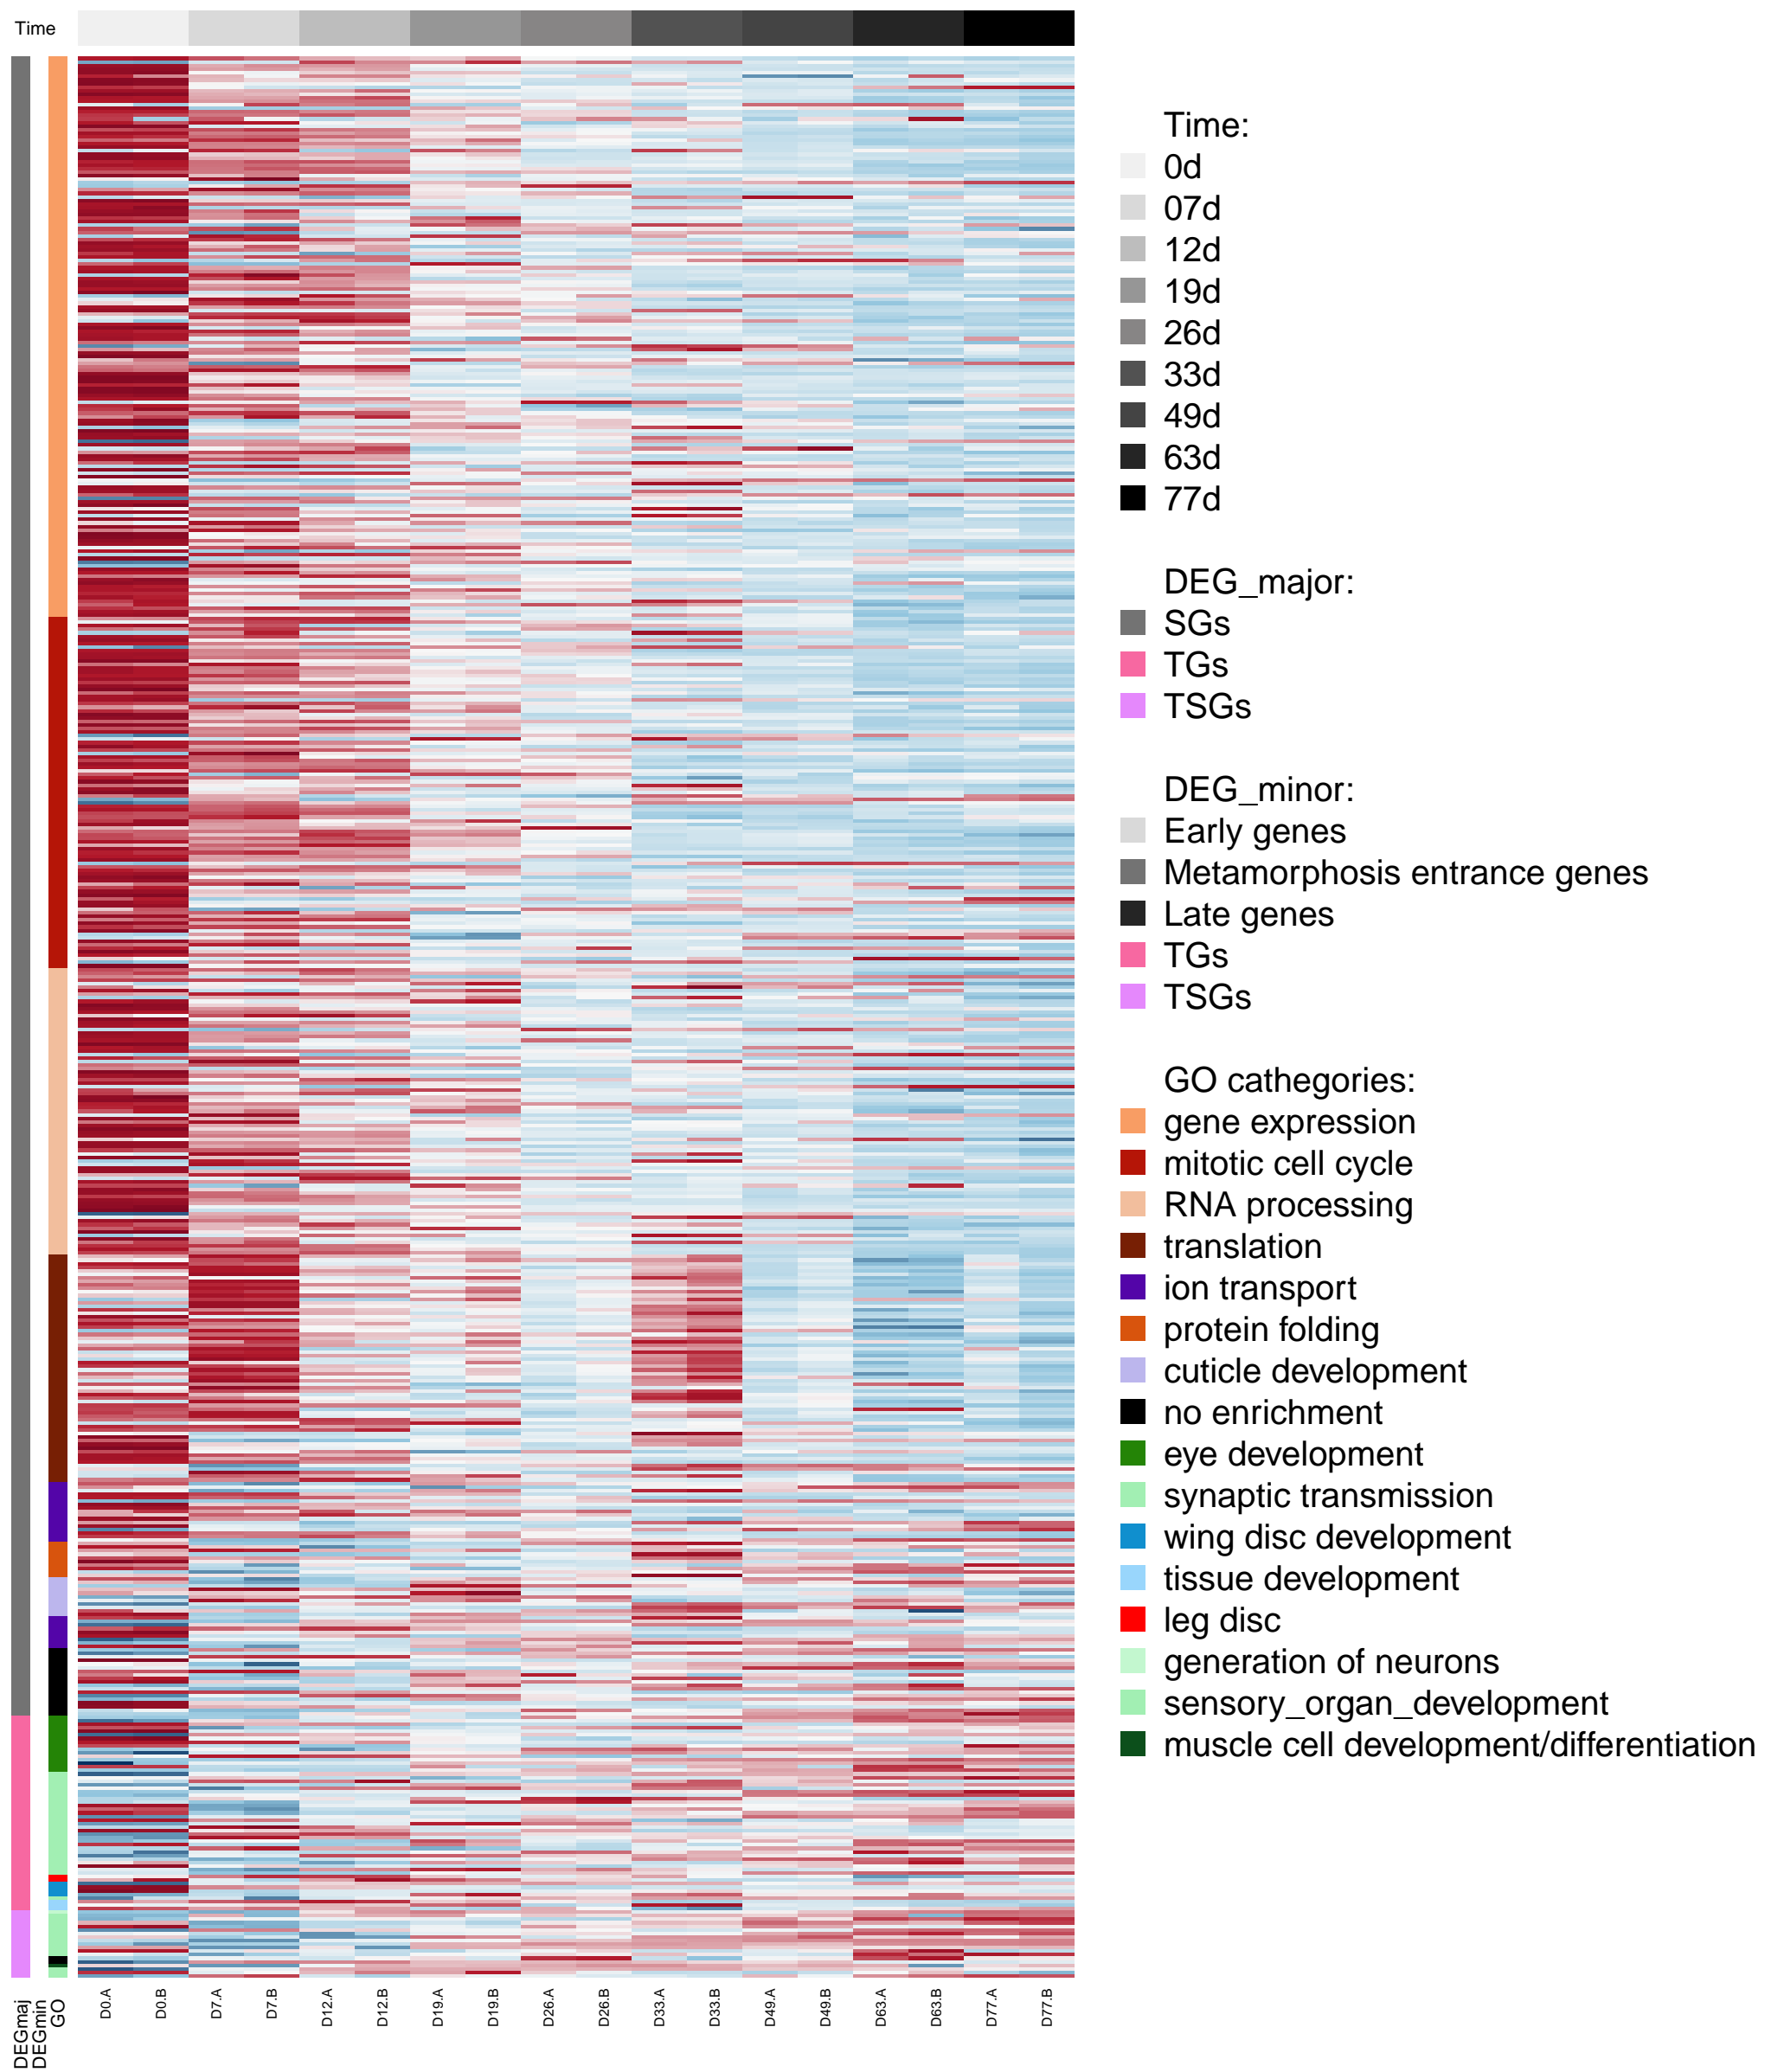 Time
Time:
0d
07d
12d
19d
26d
33d
49d
63d
77d
DEG_major:
SGs
TGs
TSGs
DEG_minor:
Early genes
Metamorphosis entrance genes
Late genes
TGs
TSGs
GO cathegories:
gene expression
mitotic cell cycle
RNA processing
translation
ion transport
protein folding
cuticle development
no enrichment
eye development
synaptic transmission
wing disc development
tissue development
leg disc
generation of neurons
sensory_organ_development
muscle cell development/differentiation
DEGmaj
DEGmin
GO
D0.A
D0.B
D7.A
D7.B
D12.A
D12.B
D19.A
D19.B
D26.A
D26.B
D33.A
D33.B
D49.A
D49.B
D63.A
D63.B
D77.A
D77.B